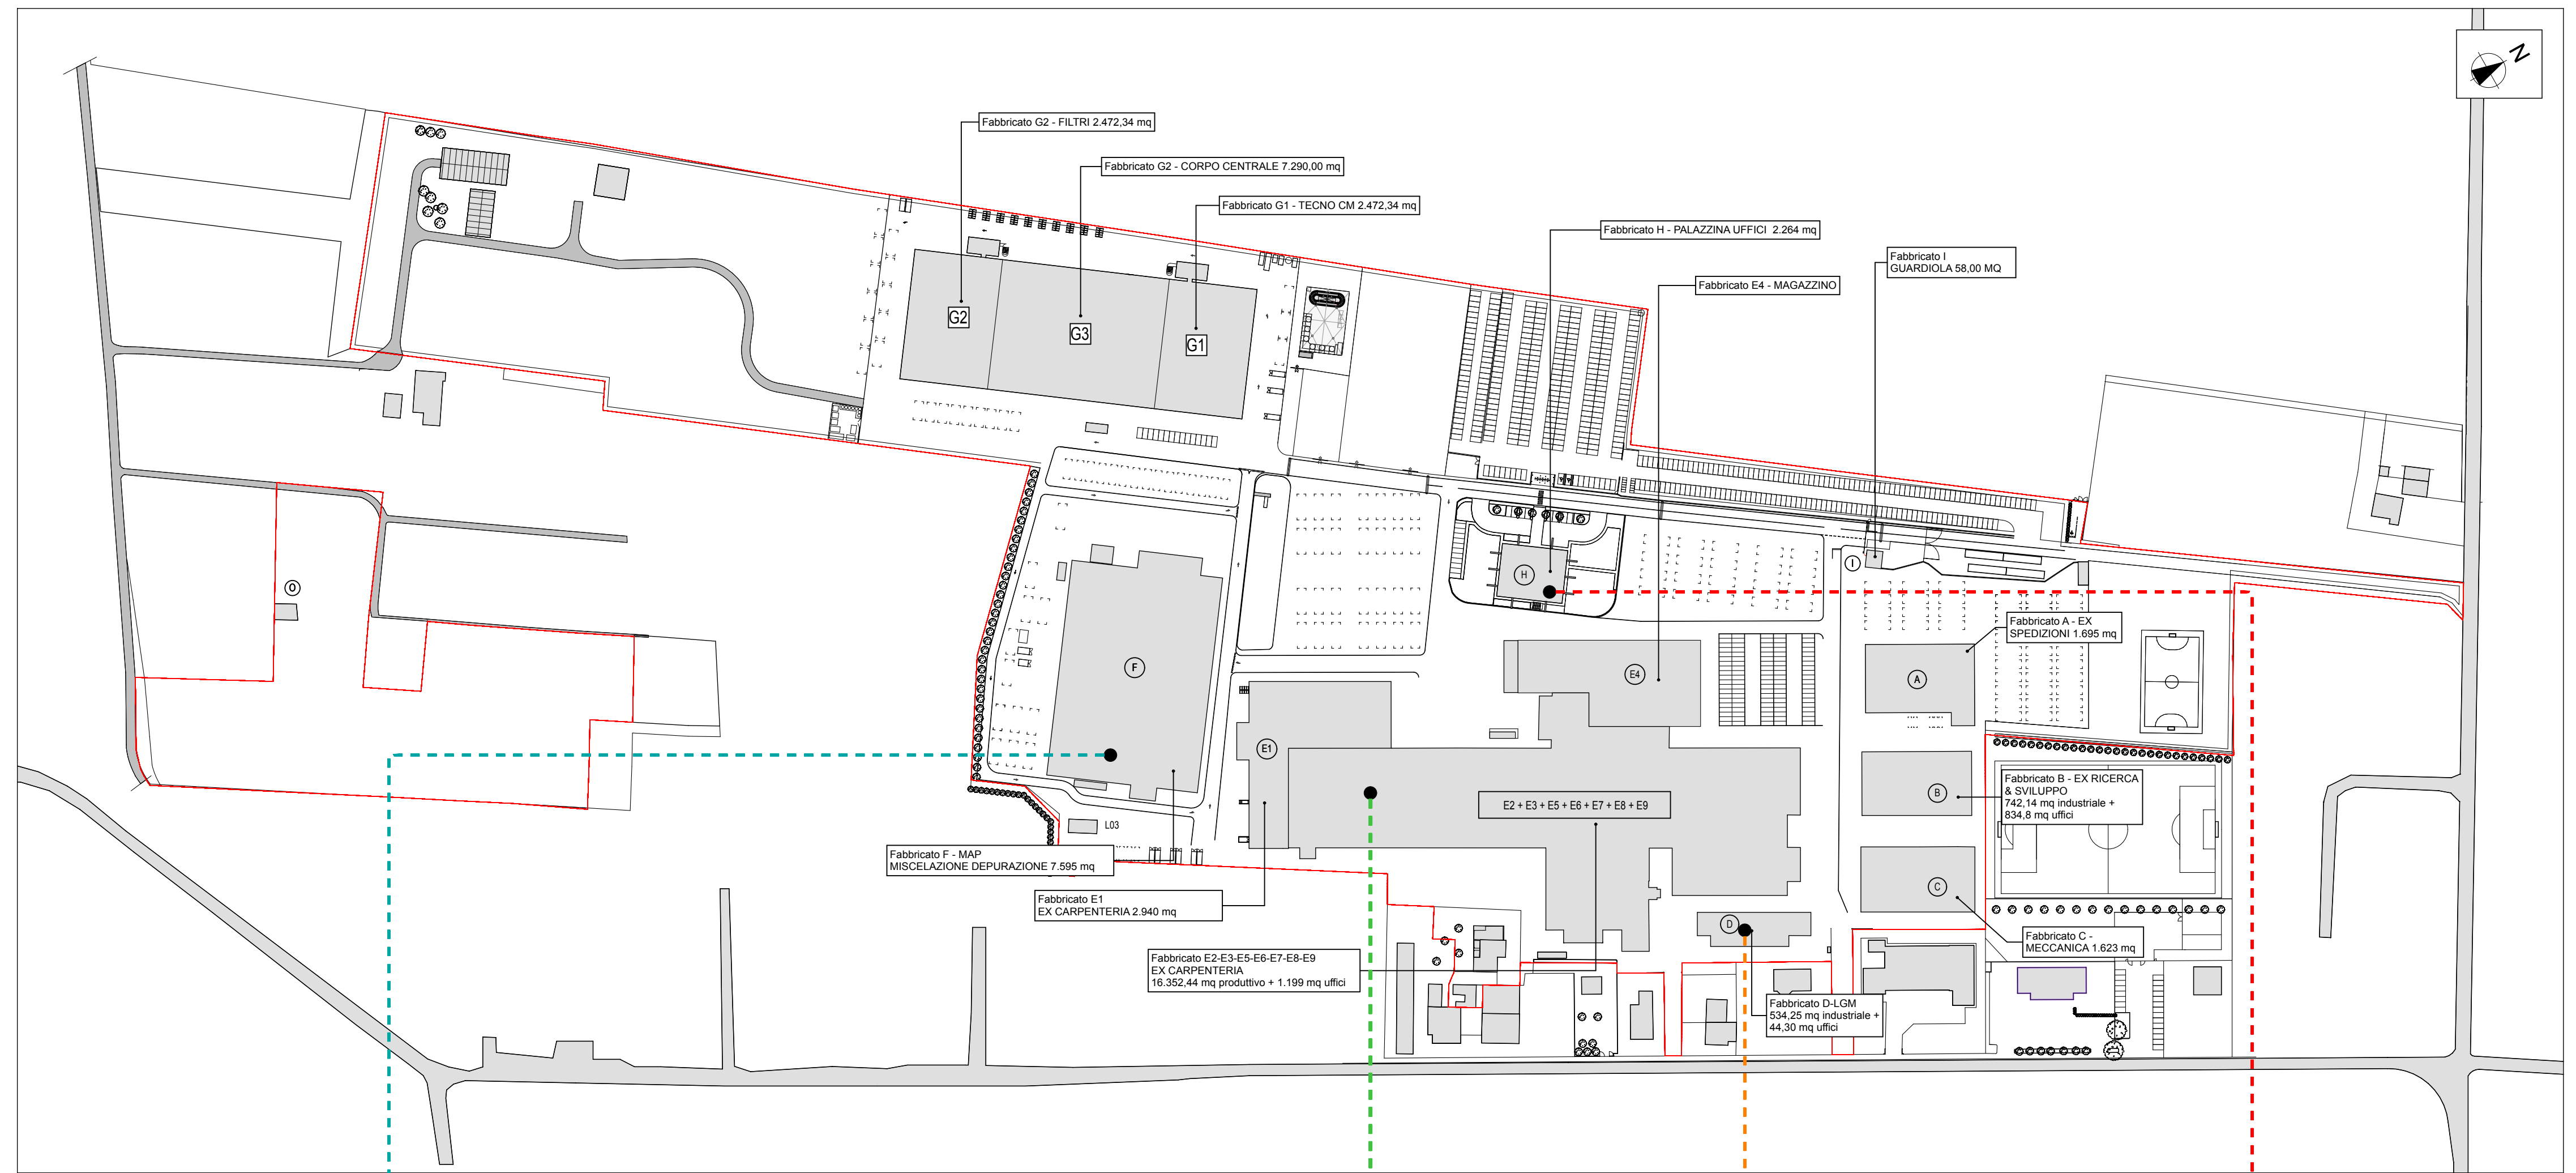 N
Fabbricato G2 - FILTRI 2.472,34 mq
Fabbricato G2 - CORPO CENTRALE 7.290,00 mq
Fabbricato G1 - TECNO CM 2.472,34 mq
Fabbricato H - PALAZZINA UFFICI 2.264 mq
Fabbricato I
GUARDIOLA 58,00 MQ
Fabbricato E4 - MAGAZZINO
G2
G3
G1
I
H
O
Fabbricato A - EX
SPEDIZIONI 1.695 mq
F
E4
A
E1
Fabbricato B - EX RICERCA
& SVILUPPO
742,14 mq industriale +
834,8 mq uffici
B
E2 + E3 + E5 + E6 + E7 + E8 + E9
L03
Fabbricato F - MAP
MISCELAZIONE DEPURAZIONE 7.595 mq
C
Fabbricato E1
EX CARPENTERIA 2.940 mq
D
Fabbricato C -
MECCANICA 1.623 mq
Fabbricato E2-E3-E5-E6-E7-E8-E9
EX CARPENTERIA
16.352,44 mq produttivo + 1.199 mq uffici
Fabbricato D-LGM
534,25 mq industriale +
44,30 mq uffici